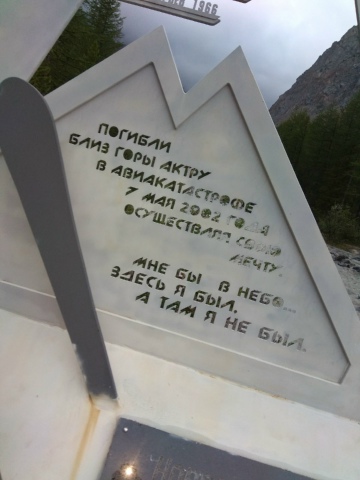 1966
ПОГИБЛИ
БЛИЗ ГОРЫ АКТРУ
В АВИАКАТАСТРОФЕ
7 МАЯ 2002 ГОДА
ОСУЩЕСТВЛЯЯ СВОЮ
МЕЧТУ.
МНЕ БЫ В НЕБО...
ЗДЕСЬ Я БЫЛ,
А ТАМ Я НЕ БЫЛ.